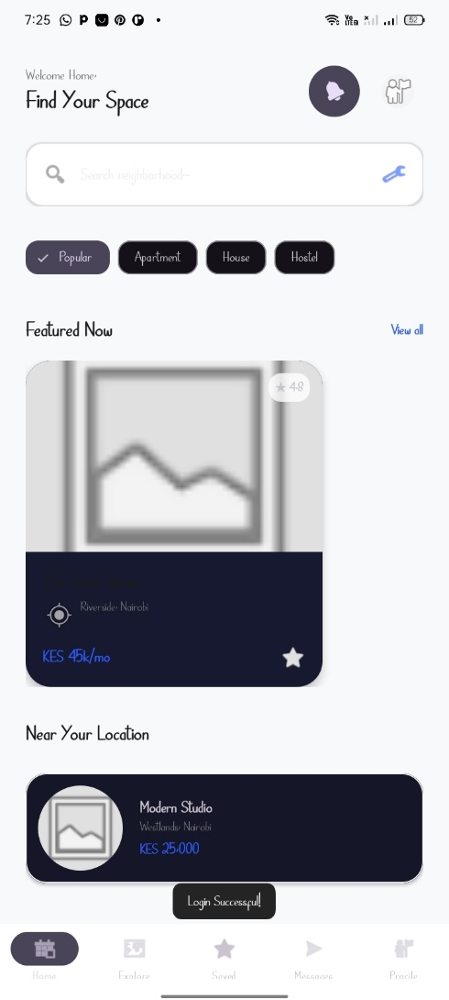 7:25
Vo LTE2
52
Welcome Home,
Find Your Space
Search neighborhood...
Popular
Apartment
House
Hostel
Featured Now
View all
4.8
Riverside, Nairobi
KES 45k/mo
Near Your Location
Modern Studio
Westlands, Nairobi
KES 25,000
Login Successful!
Home
Explore
Saved
Messages
Profile